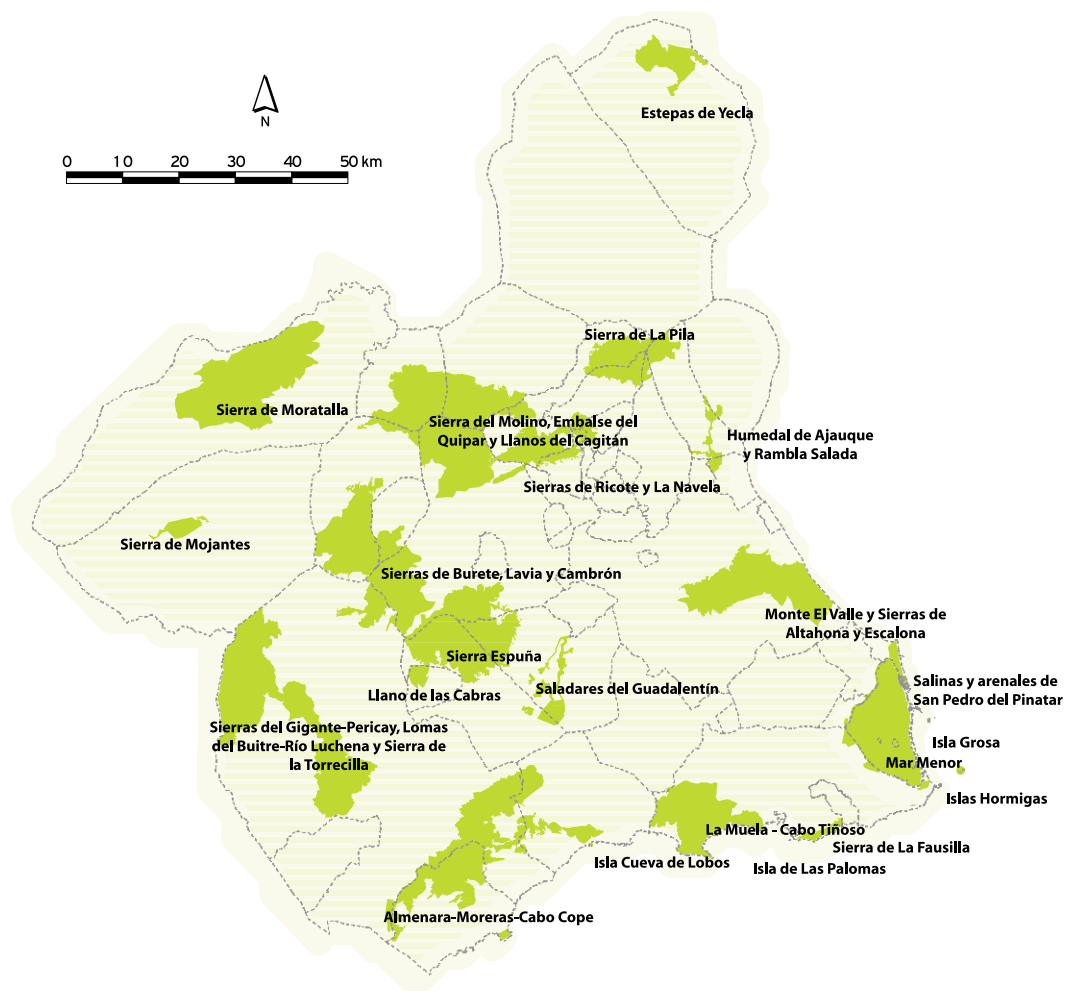 Estepas de Yecla
N
0 10 20 30 40 50 km
Sierra de La Pila
Sierra de Moratalla
Sierra del Molino, Embalse del
Quipar y Llanos del Cagitán
Humedal de Ajauque
y Rambla Salada
Sierras de Ricote y La Navela
Sierra de Mojantes
Sierras de Burete, Lavia y Cambrón
Monte El Valle y Sierras de
Altahona y Escalona
Sierra Espuña
Llano de las Cabras
Saladares del Guadalentín
Salinas y arenales de
San Pedro del Pinatar
Sierras del Gigante-Pericay, Lomas
del Buitre-Río Luchena y Sierra de
la Torrecilla
Isla Grosa
Mar Menor
Islas Hormigas
La Muela - Cabo Tiñoso
Sierra de La Fausilla
Isla Cueva de Lobos
Isla de Las Palomas
Almenara-Moreras-Cabo Cope